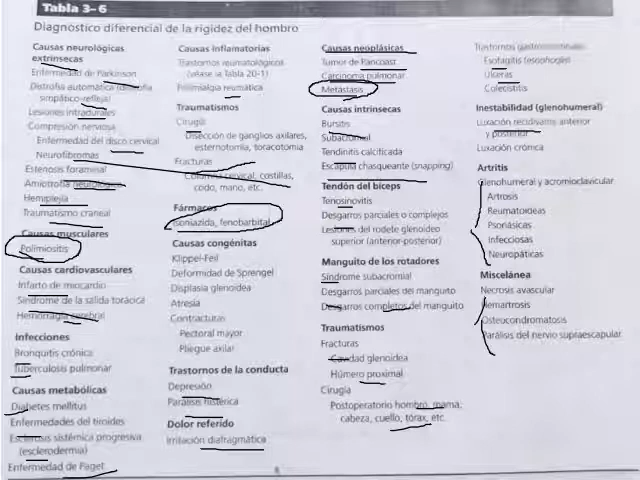 Tabla 3-6
Diagnostico diferencial de la rigidez del hombro
Causas neurológicas
extrínsecas
Enfermedad de Parkinson
Distrofia automática (distrofia
simpático-refleja)
Lesiones intradurales
Compresión nerviosa
Enfermedad del disco cervical
Neurofibromas
Estenosis foraminal
Amiotrofia neurológica
Hemiplejía
Traumatismo craneal
Causas musculares
Polimiositis
Causas cardiovasculares
Infarto de miocardio
Síndrome de la salida torácica
Hemorragia cerebral
Infecciones
Bronquitis crónica
Tuberculosis pulmonar
Causas metabólicas
Diabetes mellitus
Enfermedades del tiroides
Esclerosis sistémica progresiva
(esclerodermia)
Enfermedad de Paget
Causas inflamatorias
Trastornos reumatológicos
(véase la Tabla 20-1)
Polimialgia reumática
Traumatismos
Cirugía
Disección de ganglios axilares,
esternotomía, toracotomía
Fracturas
Columna cervical, costillas,
codo, mano, etc.
Fármacos
Isoniazida, fenobarbital
Causas congénitas
Klippel-Feil
Deformidad de Sprengel
Displasia glenoidea
Atresia
Contracturas
Pectoral mayor
Pliegue axilar
Trastornos de la conducta
Depresión
Parálisis histérica
Dolor referido
Irritación diafragmática
Causas neoplásicas
Tumor de Pancoast
Carcinoma pulmonar
Metástasis
Causas intrínsecas
Bursitis
Subacromial
Tendinitis calcificada
Escápula chasqueante (snapping)
Tendón del bíceps
Tenosinovitis
Desgarros parciales o complejos
Lesiones del rodete glenoideo
superior (anterior-posterior)
Manguito de los rotadores
Síndrome subacromial
Desgarros parciales del manguito
Desgarros completos del manguito
Traumatismos
Fracturas
Cavidad glenoidea
Húmero proximal
Cirugía
Postoperatorio hombro, mama,
cabeza, cuello, tórax, etc.
Trastornos gastrointestinales
Esofagitis (esophagie)
Úlceras
Colecistitis
Inestabilidad (glenohumeral)
Luxación recidivante anterior
y posterior
Luxación crónica
Artritis
Glenohumeral y acromioclavicular
Artrosis
Reumatoideas
Psoriásicas
Infecciosas
Neuropáticas
Miscelánea
Necrosis avascular
Hemartrosis
Osteucondromatosis
Parálisis del nervio supraescapular